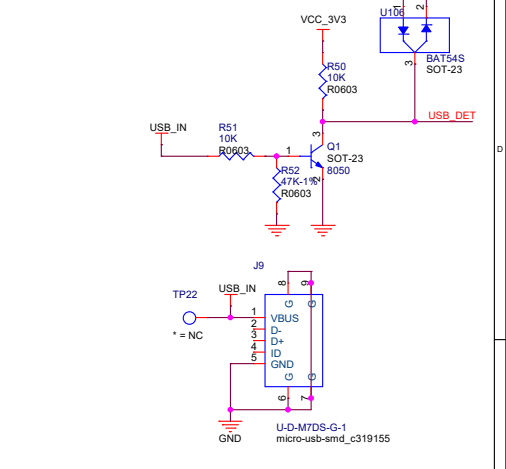 1
2
U106
VCC_3V3
BAT54S
SOT-23
3
R50
10K
R0603
USB_DET
USB_IN
R51
10K
R0603
3
1
Q1
SOT-23
8050
2
R52
47K-1%
R0603
D
J9
USB_IN
TP22
* = NC
8
9
G
G
1
VBUS
2
D-
3
D+
4
ID
5
GND
G
G
6
7
GND
U-D-M7DS-G-1
micro-usb-smd_c319155